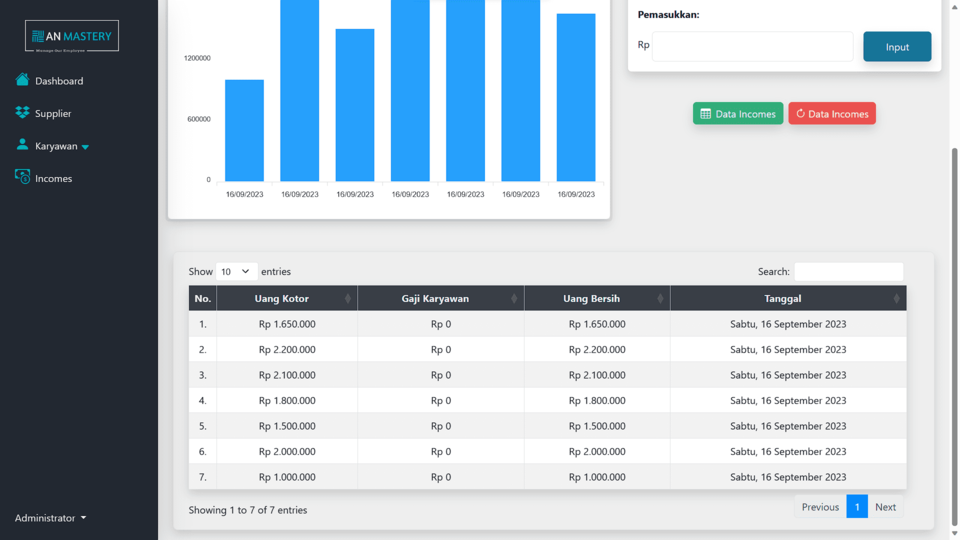 AN MASTERY
Manage Our Employee
Dashboard
Supplier
Karyawan
Incomes
Administrator
1200000
600000
0
16/09/2023 16/09/2023 16/09/2023 16/09/2023 16/09/2023 16/09/2023 16/09/2023
Pemasukkan:
Rp
Input
Data Incomes Data Incomes
Show 10 entries Search:
No. Uang Kotor Gaji Karyawan Uang Bersih Tanggal
1. Rp 1.650.000 Rp 0 Rp 1.650.000 Sabtu, 16 September 2023
2. Rp 2.200.000 Rp 0 Rp 2.200.000 Sabtu, 16 September 2023
3. Rp 2.100.000 Rp 0 Rp 2.100.000 Sabtu, 16 September 2023
4. Rp 1.800.000 Rp 0 Rp 1.800.000 Sabtu, 16 September 2023
5. Rp 1.500.000 Rp 0 Rp 1.500.000 Sabtu, 16 September 2023
6. Rp 2.000.000 Rp 0 Rp 2.000.000 Sabtu, 16 September 2023
7. Rp 1.000.000 Rp 0 Rp 1.000.000 Sabtu, 16 September 2023
Showing 1 to 7 of 7 entries Previous 1 Next